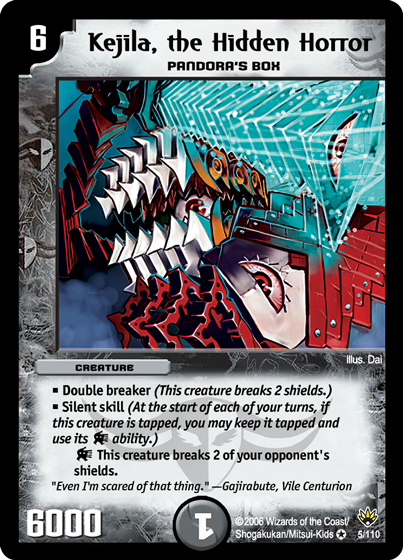 6
Kejila, the Hidden Horror
PANDORA'S BOX
illus. Dai
CREATURE
▪ Double breaker (This creature breaks 2 shields.)
▪ Silent skill (At the start of each of your turns, if
this creature is tapped, you may keep it tapped and
use its ability.)
This creature breaks 2 of your opponent's
shields.
"Even I'm scared of that thing." —Gajirabute, Vile Centurion
6000
1
© 2006 Wizards of the Coast/
Shogakukan/Mitsui-Kids ✪ 5/110